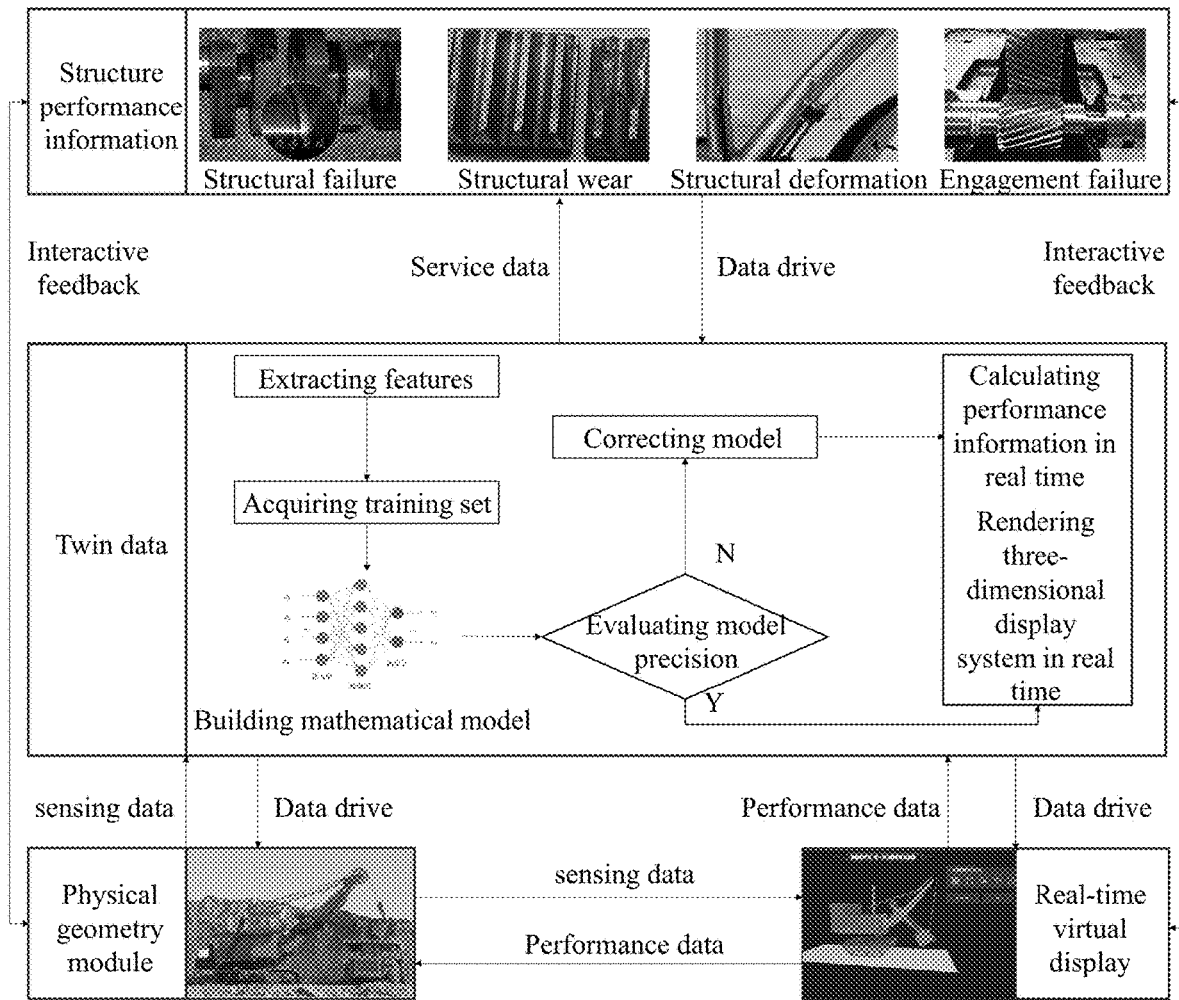 Structure
performance
information
Structural failure
Structural wear
Structural deformation
Engagement failure
Interactive
feedback
Service data
Data drive
Interactive
feedback
Twin data
Extracting features
Acquiring training set
Building mathematical model
Correcting model
N
Evaluating model
precision
Y
Calculating
performance
information in
real time
Rendering
three-
dimensional
display
system in real
time
sensing data
Data drive
Performance data
Data drive
Physical
geometry
module
sensing data
Performance data
Real-time
virtual
display